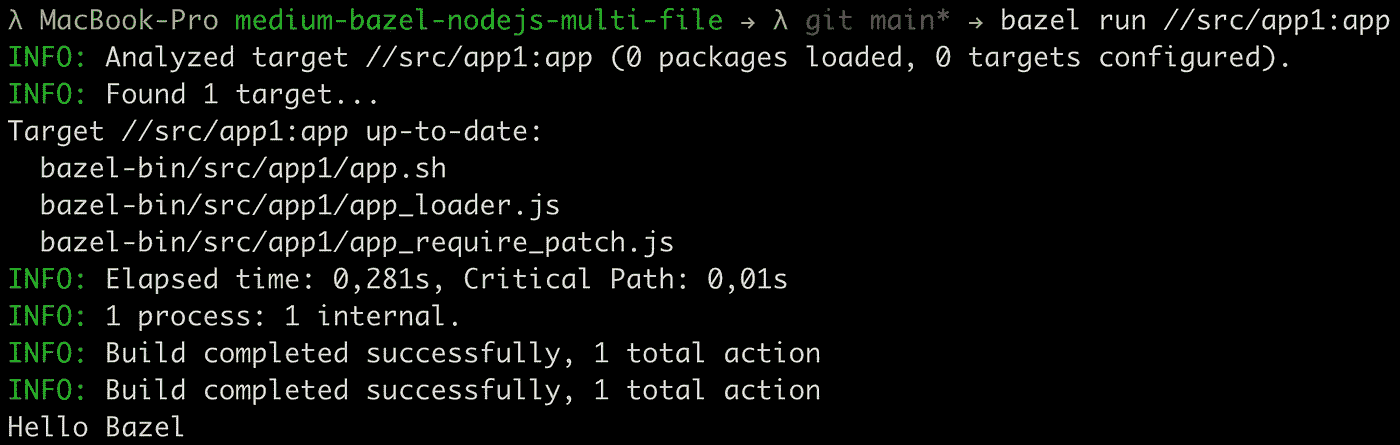 λ MacBook-Pro medium-bazel-nodejs-multi-file → λ git main* → bazel run //src/app1:app
INFO: Analyzed target //src/app1:app (0 packages loaded, 0 targets configured).
INFO: Found 1 target...
Target //src/app1:app up-to-date:
  bazel-bin/src/app1/app.sh
  bazel-bin/src/app1/app_loader.js
  bazel-bin/src/app1/app_require_patch.js
INFO: Elapsed time: 0,281s, Critical Path: 0,01s
INFO: 1 process: 1 internal.
INFO: Build completed successfully, 1 total action
INFO: Build completed successfully, 1 total action
Hello Bazel